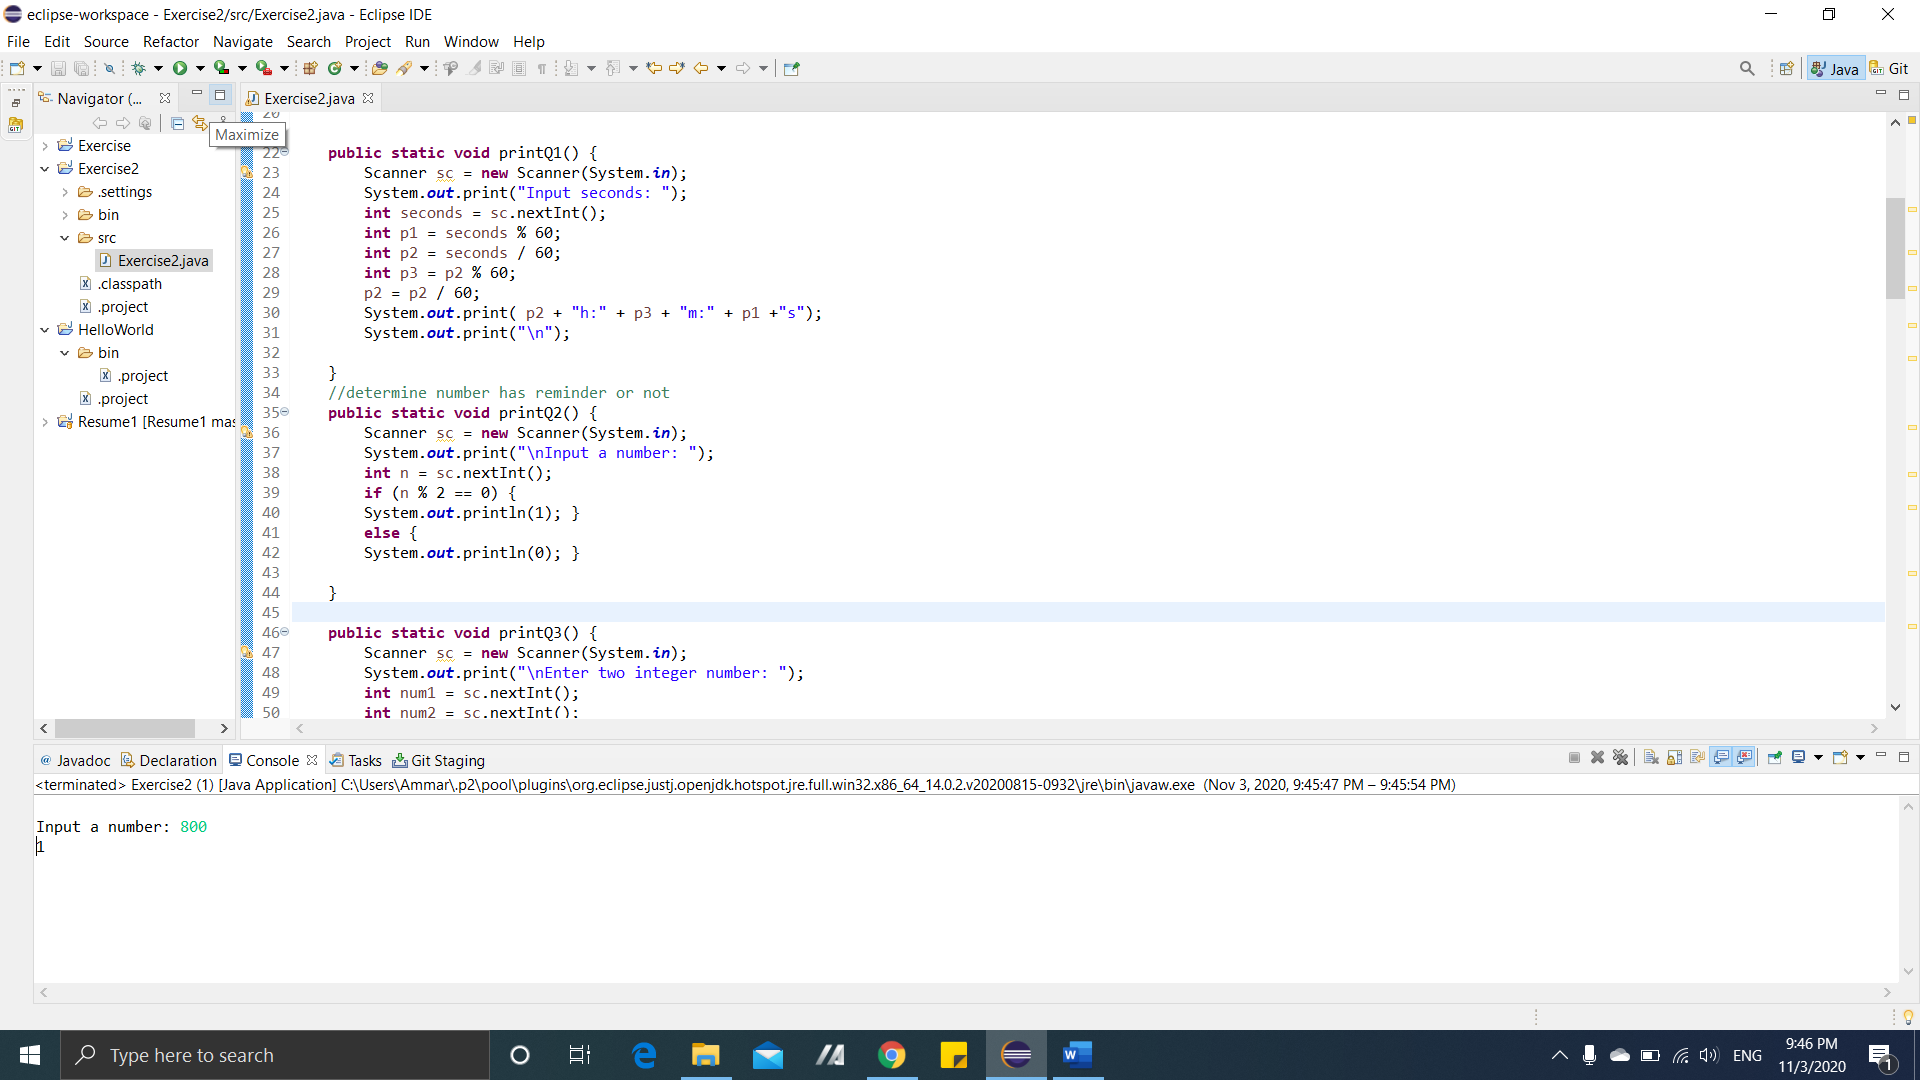 eclipse-workspace - Exercise2/src/Exercise2.java - Eclipse IDE
File Edit Source Refactor Navigate Search Project Run Window Help
Java Git
Navigator (...
Exercise2.java
Maximize
Exercise
Exercise2
.settings
bin
src
Exercise2.java
.classpath
.project
HelloWorld
bin
.project
.project
Resume1 [Resume1 mas
20
22 public static void printQ1() {
23 Scanner sc = new Scanner(System.in);
24 System.out.print("Input seconds: ");
25 int seconds = sc.nextInt();
26 int p1 = seconds % 60;
27 int p2 = seconds / 60;
28 int p3 = p2 % 60;
29 p2 = p2 / 60;
30 System.out.print( p2 + "h:" + p3 + "m:" + p1 +"s");
31 System.out.print("\n");
32
33 }
34 //determine number has reminder or not
35 public static void printQ2() {
36 Scanner sc = new Scanner(System.in);
37 System.out.print("\nInput a number: ");
38 int n = sc.nextInt();
39 if (n % 2 == 0) {
40 System.out.println(1); }
41 else {
42 System.out.println(0); }
43
44 }
45
46 public static void printQ3() {
47 Scanner sc = new Scanner(System.in);
48 System.out.print("\nEnter two integer number: ");
49 int num1 = sc.nextInt();
50 int num2 = sc.nextInt();
@ Javadoc Declaration Console Tasks Git Staging
<terminated> Exercise2 (1) [Java Application] C:\Users\Ammar\.p2\pool\plugins\org.eclipse.justj.openjdk.hotspot.jre.full.win32.x86_64_14.0.2.v20200815-0932\jre\bin\javaw.exe (Nov 3, 2020, 9:45:47 PM – 9:45:54 PM)
Input a number: 800
1
Type here to search
ENG
9:46 PM
11/3/2020
1